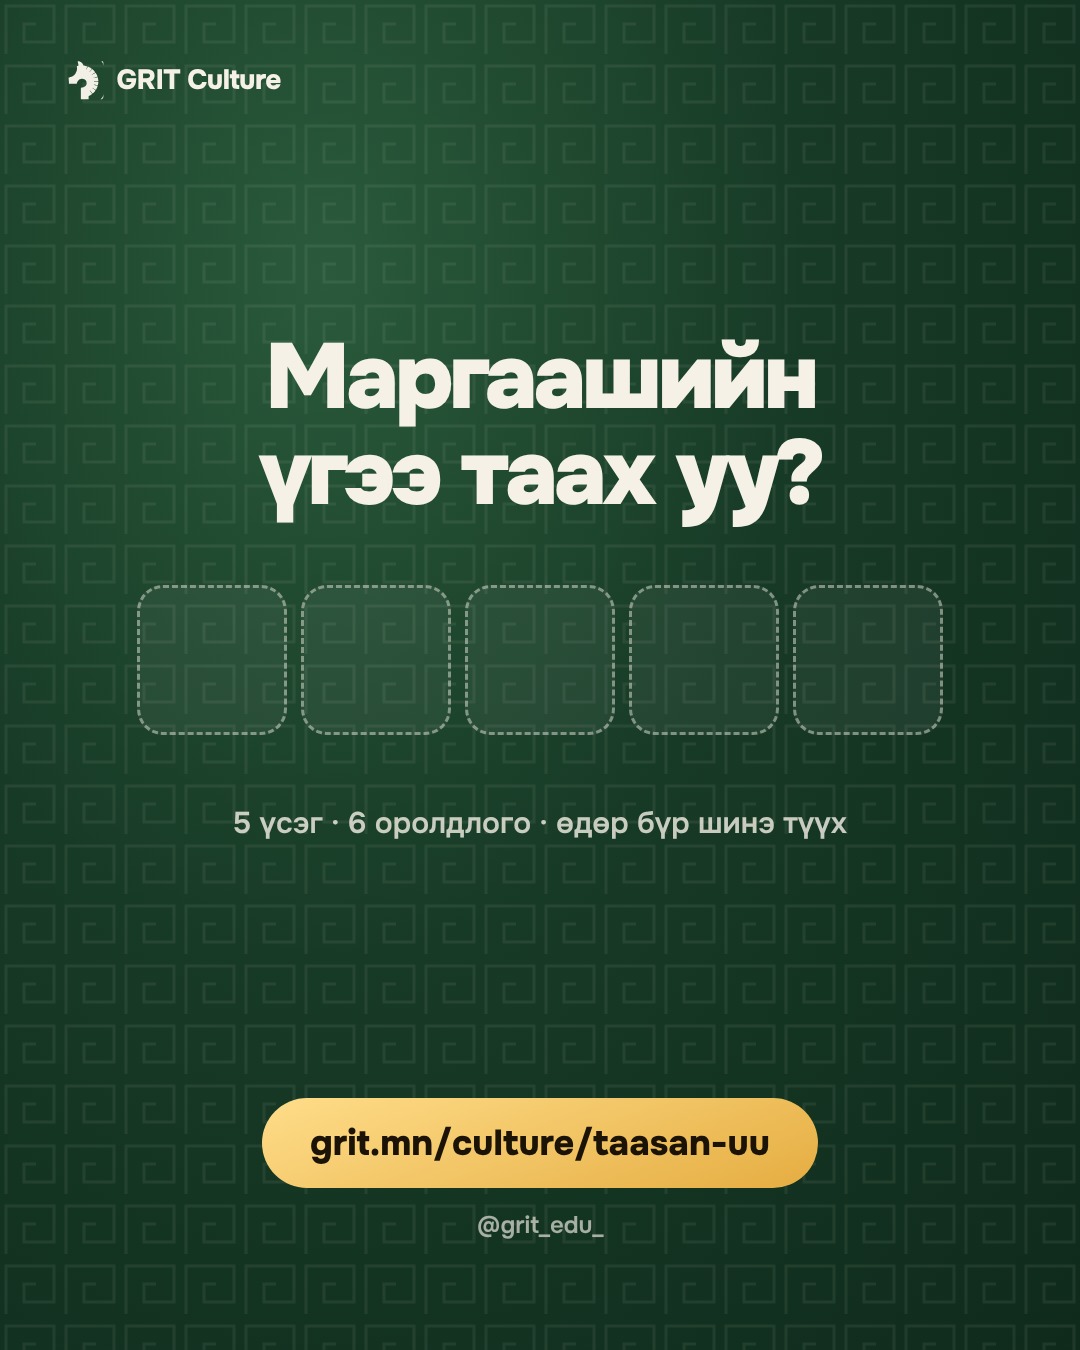 GRIT Culture
Маргаашийн
үгээ таах уу?
5 үсэг · 6 оролдлого · өдөр бүр шинэ түүх
grit.mn/culture/taasan-uu
@grit_edu_